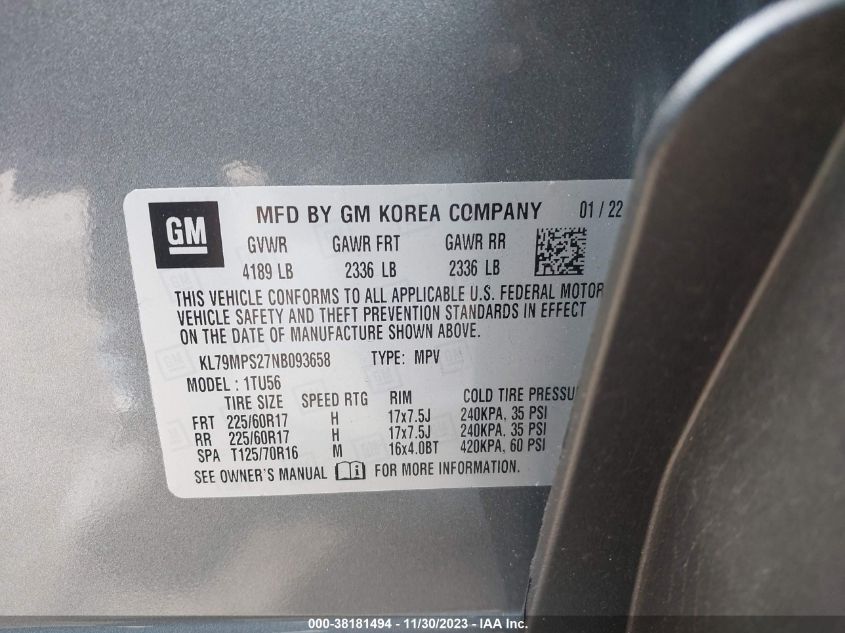 GM MFD BY GM KOREA COMPANY 01 / 22
GVWR GAWR FRT GAWR RR
4189 LB 2336 LB 2336 LB
THIS VEHICLE CONFORMS TO ALL APPLICABLE U.S. FEDERAL MOTOR
VEHICLE SAFETY AND THEFT PREVENTION STANDARDS IN EFFECT
ON THE DATE OF MANUFACTURE SHOWN ABOVE.
KL79MPS27NB093658 TYPE: MPV
MODEL : 1TU56
TIRE SIZE SPEED RTG RIM COLD TIRE PRESSU
FRT 225/60R17 H 17x7.5J 240KPA, 35 PSI
RR 225/60R17 H 17x7.5J 240KPA, 35 PSI
SPA T125/70R16 M 16x4.0BT 420KPA, 60 PSI
SEE OWNER'S MANUAL FOR MORE INFORMATION.
000-38181494 - 11/30/2023 - IAA Inc.